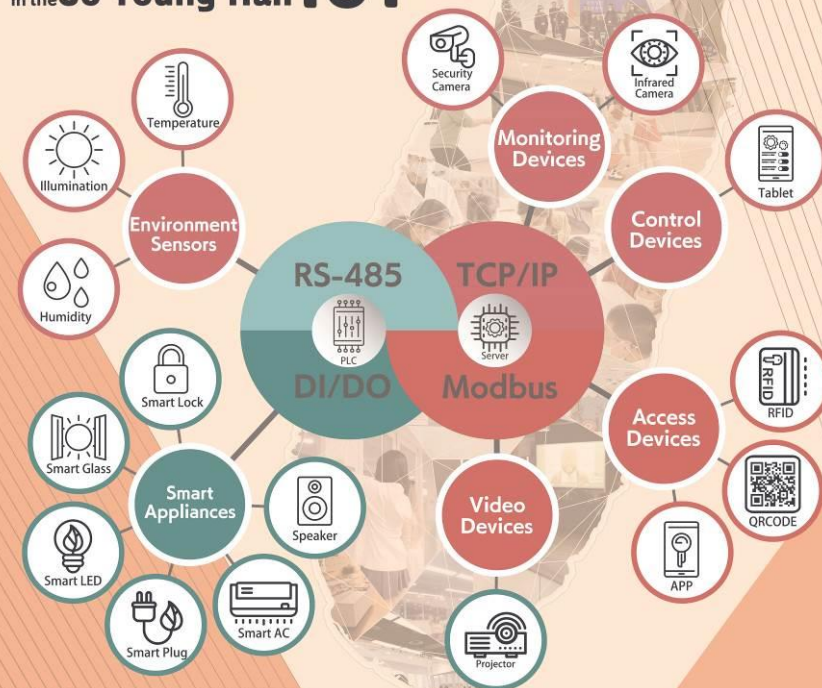 in the
Security
Camera
Infrared
Camera
Temperature
Monitoring
Devices
Illumination
Tablet
Environment
Sensors
Control
Devices
RS-485
TCP/IP
Humidity
PLC
Server
DI/DO
Modbus
Smart Lock
RFID
RFID
Access
Devices
Smart Glass
Smart
Appliances
Video
Devices
Speaker
QRCODE
Smart LED
APP
Smart AC
Smart Plug
Projector